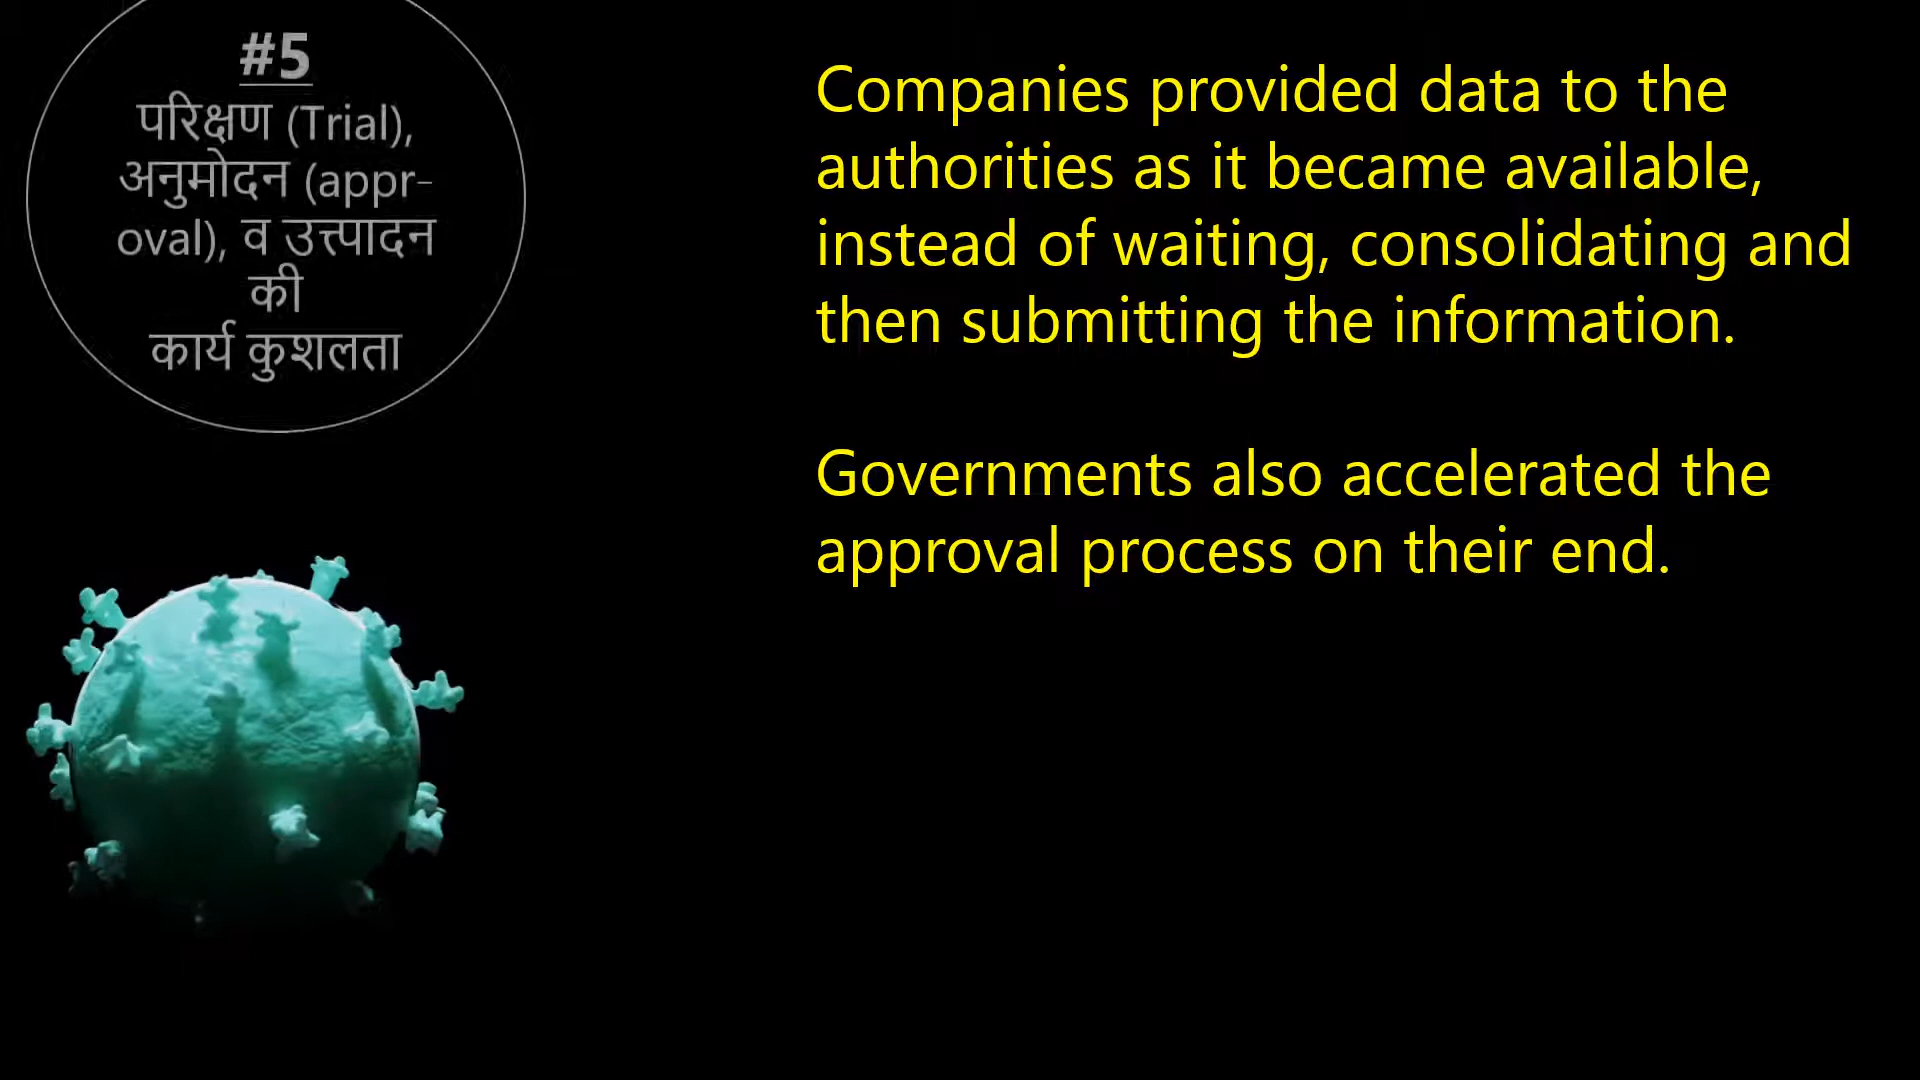 #5
परिक्षण (Trial),
अनुमोदन (appr-
oval), व उत्त्पादन
की
कार्य कुशलता
Companies provided data to the
authorities as it became available,
instead of waiting, consolidating and
then submitting the information.
Governments also accelerated the
approval process on their end.